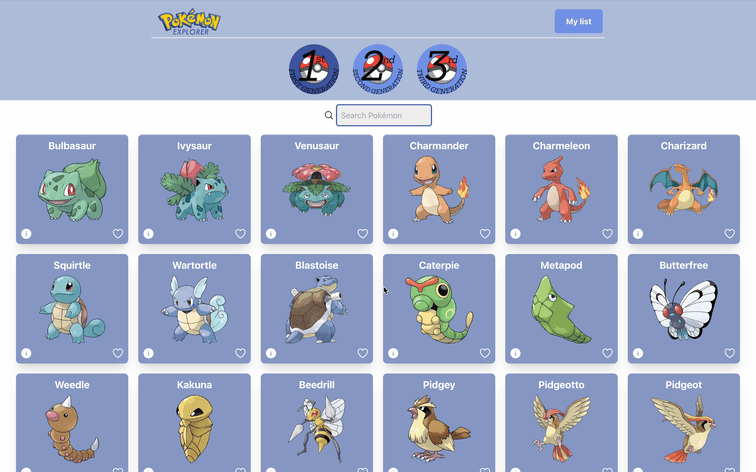 POKéMON
EXPLORER
My list
1st
FIRST GENERATION
2nd
SECOND GENERATION
3rd
THIRD GENERATION
Search Pokémon
Bulbasaur
Ivysaur
Venusaur
Charmander
Charmeleon
Charizard
Squirtle
Wartortle
Blastoise
Caterpie
Metapod
Butterfree
Weedle
Kakuna
Beedrill
Pidgey
Pidgeotto
Pidgeot